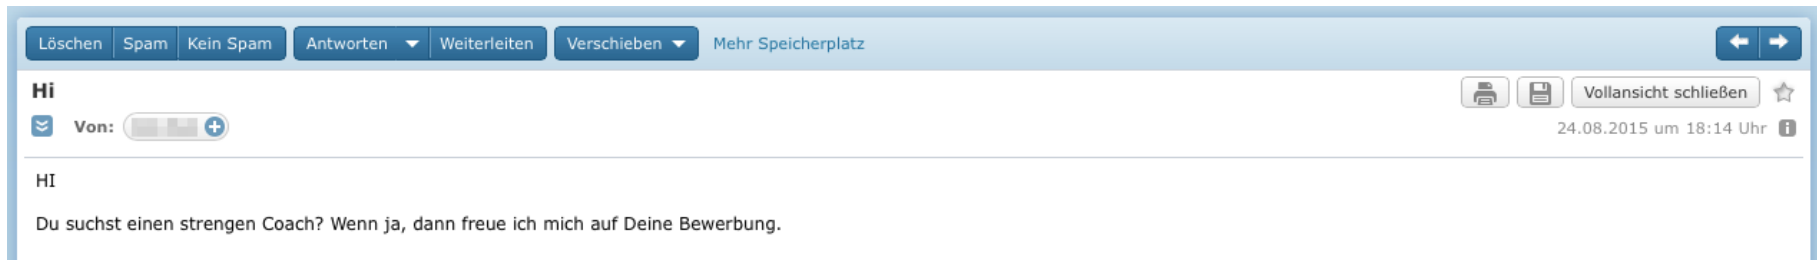 Löschen Spam Kein Spam Antworten Weiterleiten Verschieben Mehr Speicherplatz
Hi Vollansicht schließen
Von: 24.08.2015 um 18:14 Uhr
HI
Du suchst einen strengen Coach? Wenn ja, dann freue ich mich auf Deine Bewerbung.